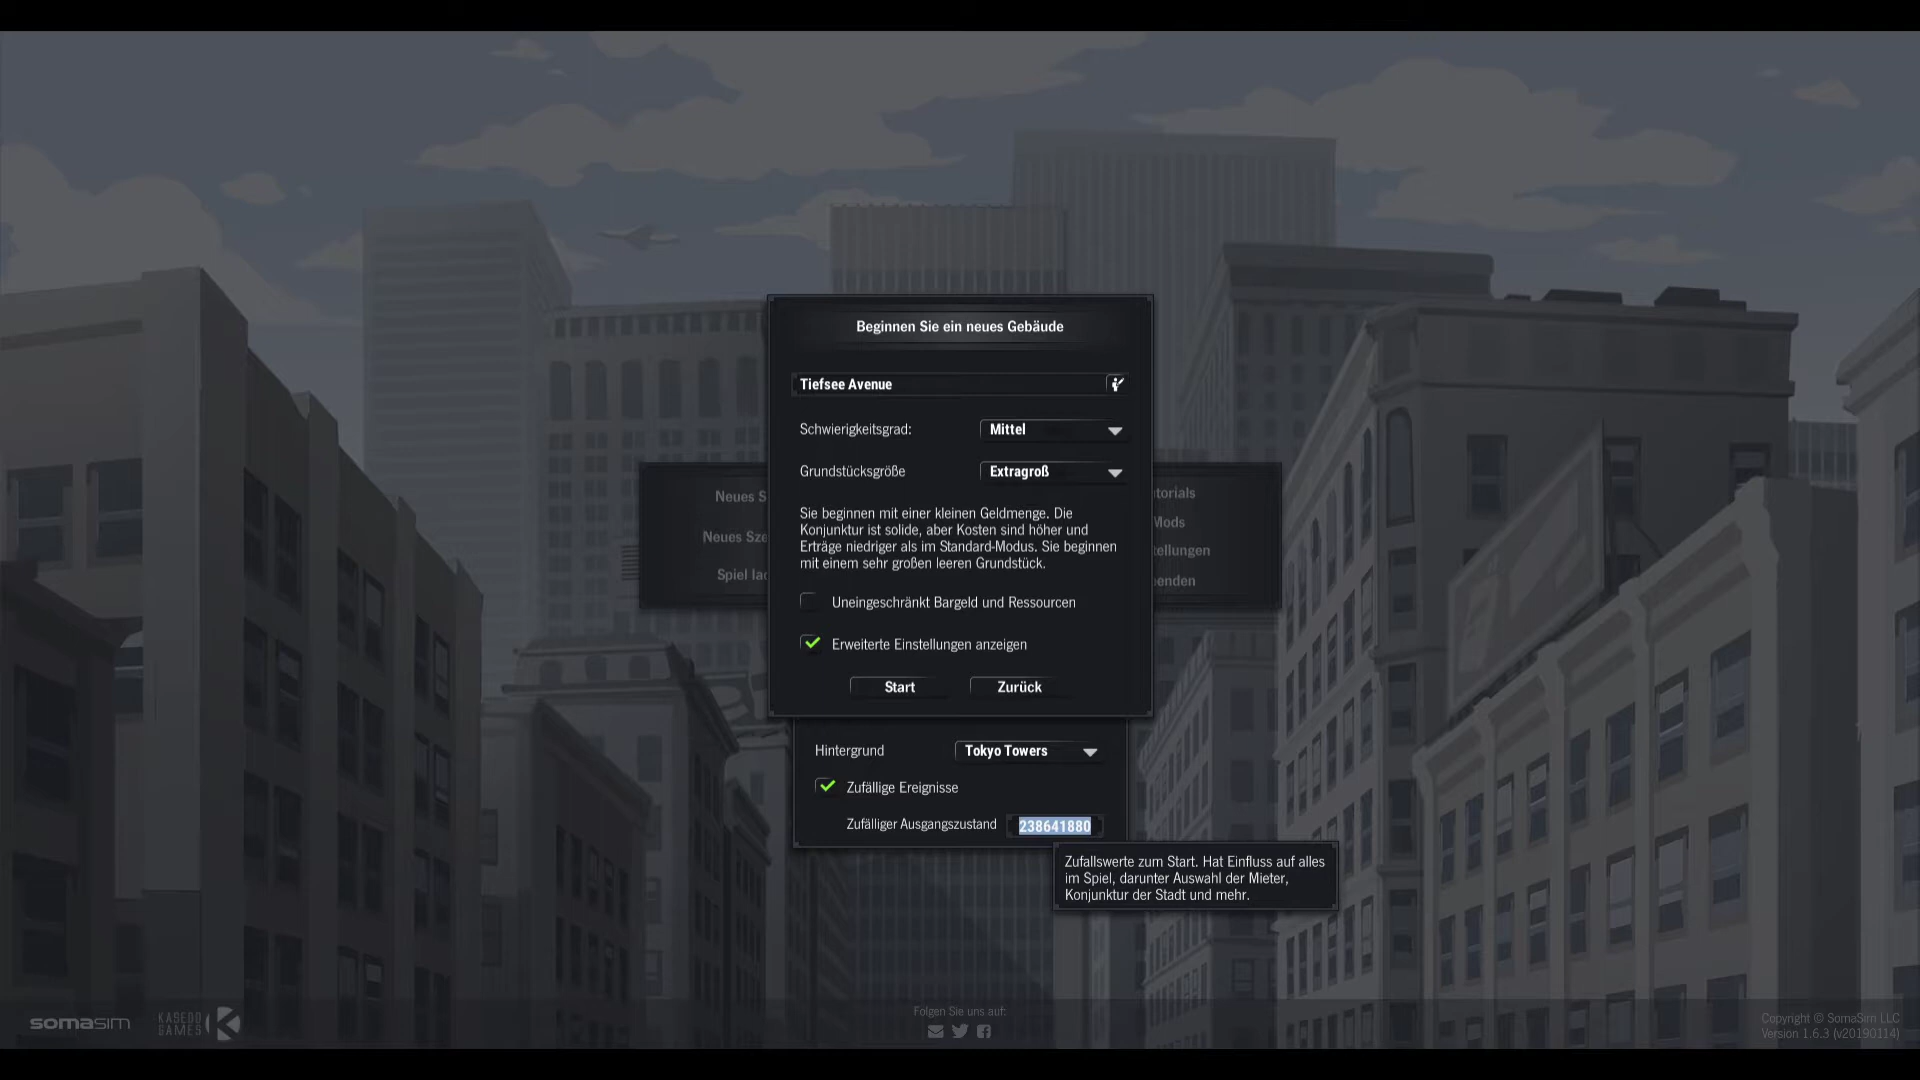 Beginnen Sie ein neues Gebäude
Tiefsee Avenue
Schwierigkeitsgrad:
Mittel
Grundstücksgröße
Extragroß
Sie beginnen mit einer kleinen Geldmenge. Die
Konjunktur ist solide, aber Kosten sind höher und
Erträge niedriger als im Standard-Modus. Sie beginnen
mit einem sehr großen leeren Grundstück.
Uneingeschränkt Bargeld und Ressourcen
Erweiterte Einstellungen anzeigen
Start
Zurück
Neues S
Neues Sze
Spiel lad
torials
Mods
tellungen
enden
Hintergrund
Tokyo Towers
Zufällige Ereignisse
Zufälliger Ausgangszustand
238641880
Zufallswerte zum Start. Hat Einfluss auf alles
im Spiel, darunter Auswahl der Mieter,
Konjunktur der Stadt und mehr.
somasim
KASEDO
GAMES
Folgen Sie uns auf:
Copyright © SomaSim LLC
Version 1.6.3 (v20190114)